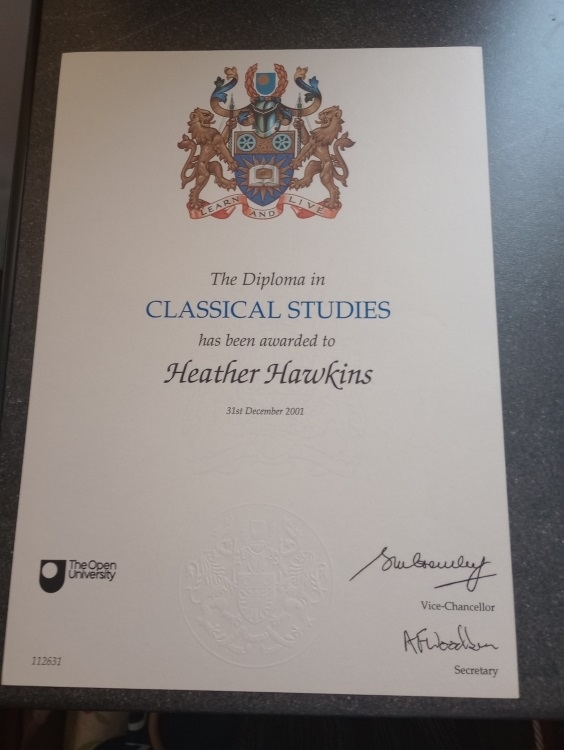 LEARN AND LIVE
The Diploma in
CLASSICAL STUDIES
has been awarded to
Heather Hawkins
31st December 2001
The Open
University
Vice-Chancellor
A F Woodburn
Secretary
112631